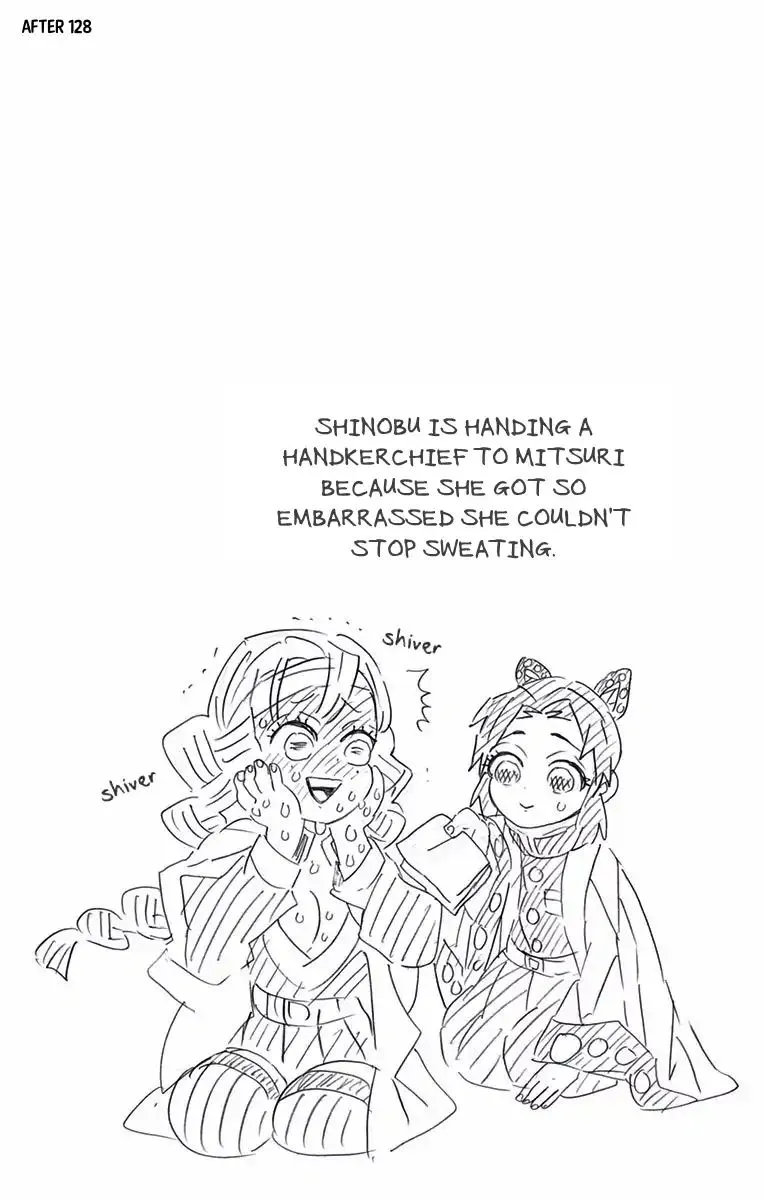 AFTER 128
SHINOBU IS HANDING A
HANDKERCHIEF TO MITSURI
BECAUSE SHE GOT SO
EMBARRASSED SHE COULDN'T
STOP SWEATING.
shiver
shiver